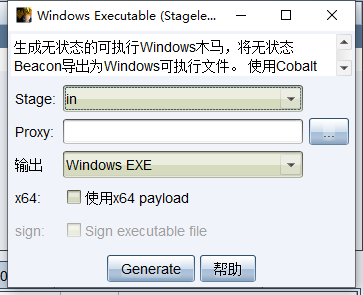 Windows Executable (Stagele...
生成无状态的可执行Windows木马，将无状态
Beacon导出为Windows可执行文件。 使用Cobalt
Stage: in
Proxy: ...
输出 Windows EXE
x64: 使用x64 payload
sign: Sign executable file
Generate 帮助